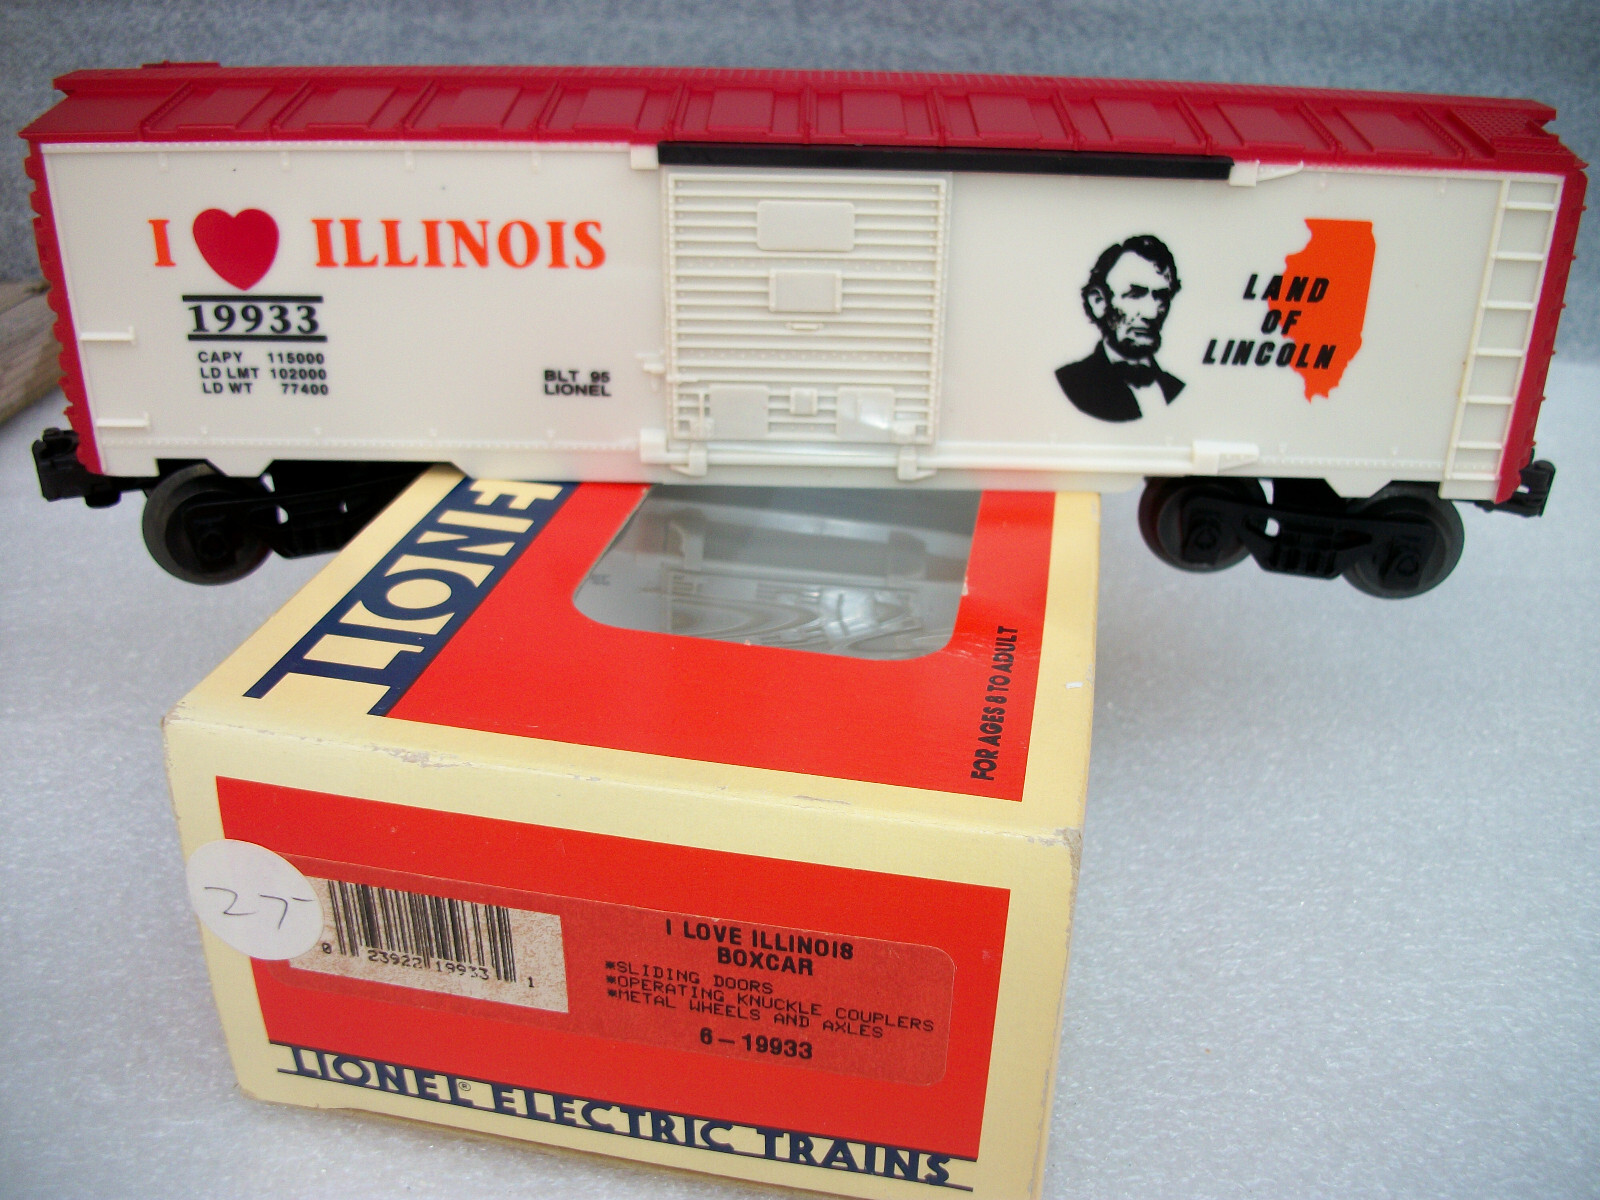 I ILLINOIS
19933
CAPY 115000
LD LMT 102000
LD WT 77400
BLT 95
LIONEL
LAND
OF
LINCOLN
LIONEL
FOR AGES 8 TO ADULT
27
0 23922 19933 1
I LOVE ILLINOIS
BOXCAR
*SLIDING DOORS
*OPERATING KNUCKLE COUPLERS
*METAL WHEELS AND AXLES
6-19933
LIONEL® ELECTRIC TRAINS